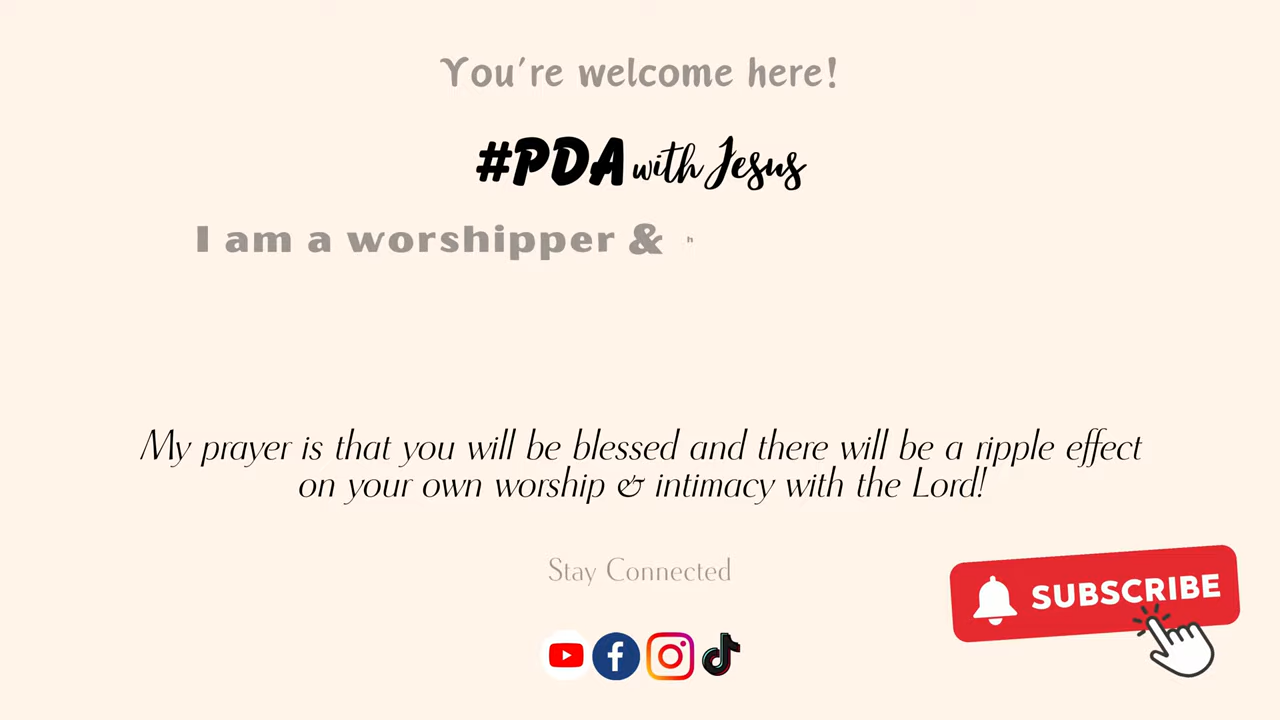 You're welcome here!
#PDA with Jesus
I am a worshipper & h
My prayer is that you will be blessed and there will be a ripple effect
on your own worship & intimacy with the Lord!
Stay Connected
SUBSCRIBE